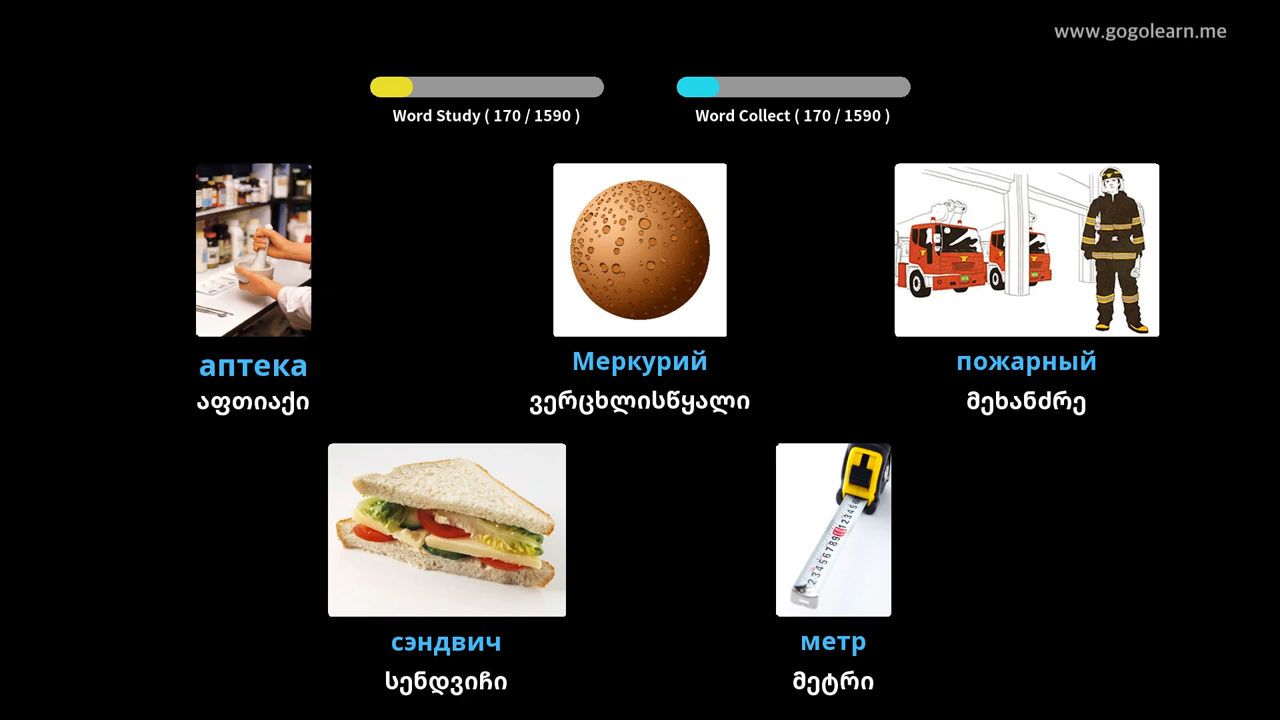 www.gogolearn.me
Word Study ( 170 / 1590 )
Word Collect ( 170 / 1590 )
аптека
აფთიაქი
Меркурий
ვერცხლისწყალი
пожарный
მეხანძრე
сэндвич
სენდვიჩი
метр
მეტრი